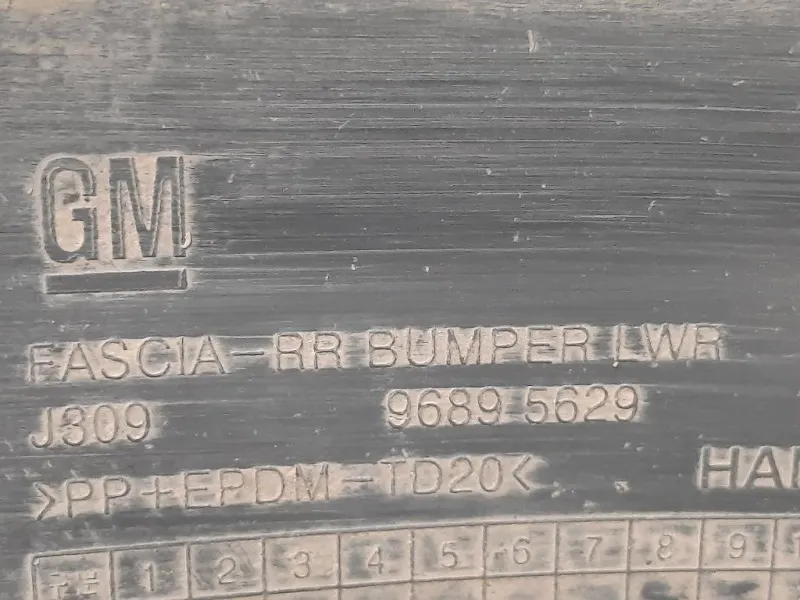 GM
FASCIA-RR BUMPER LWR
J309 9689 5629
>PP+EPDM-TD20<
1 2 3 4 5 6 7 8 9